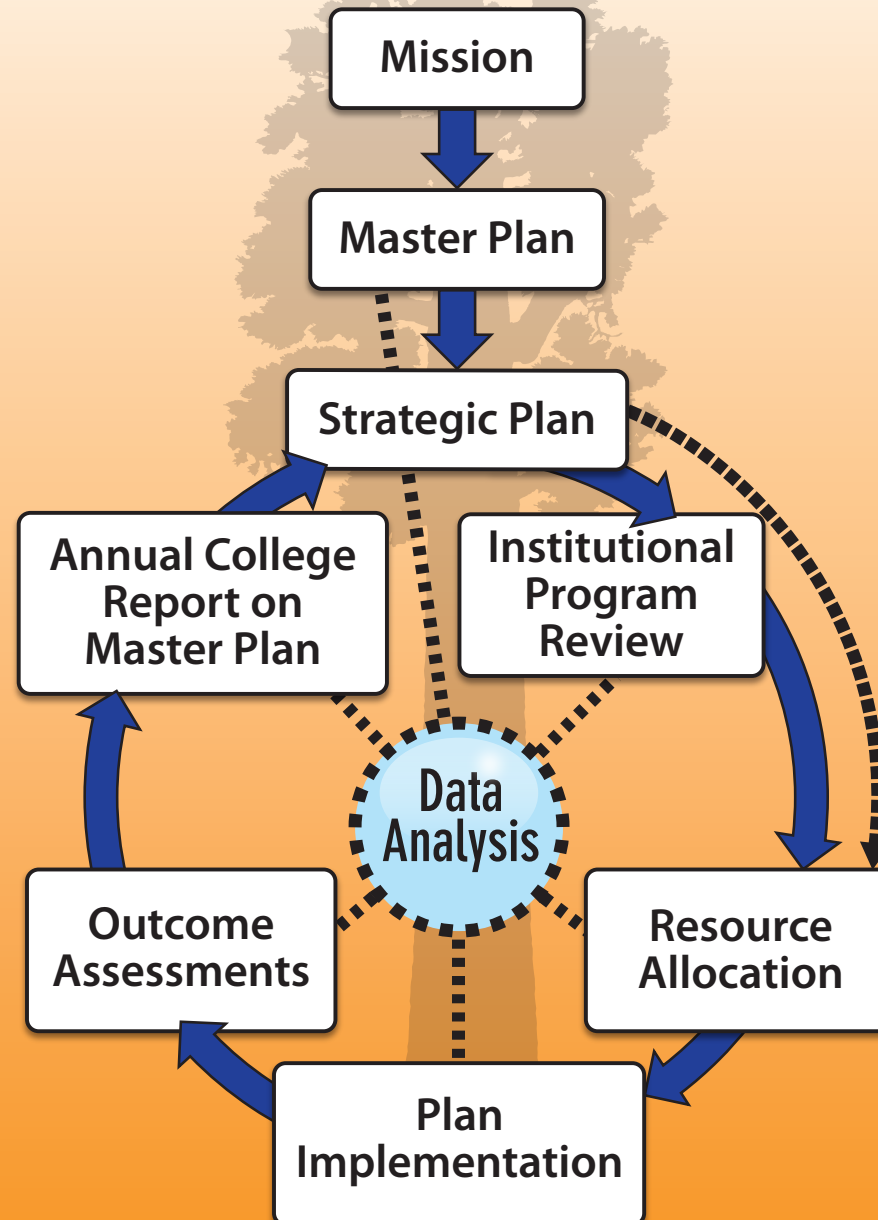 Mission
Master Plan
Strategic Plan
Annual College
Report on
Master Plan
Institutional
Program
Review
Data
Analysis
Outcome
Assessments
Resource
Allocation
Plan
Implementation